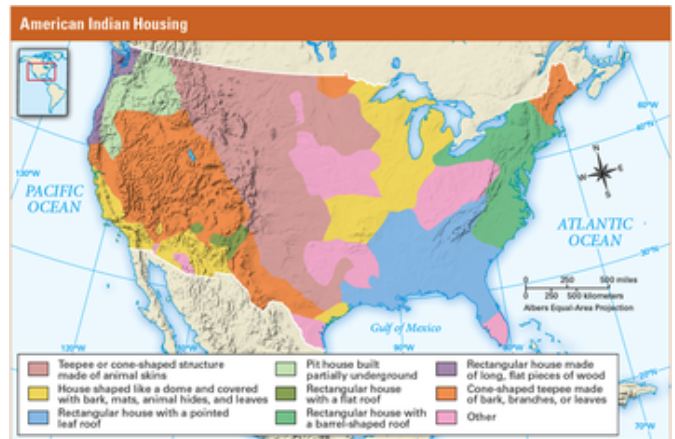 American Indian Housing
60°W
40°N
130°W
N
W
E
S
PACIFIC
OCEAN
ATLANTIC
OCEAN
30°N
0 250 500 miles
0 250 500 kilometers
Albers Equal-Area Projection
Gulf of Mexico
120°W
90°W
80°W
20°N
70°W
Teepee or cone-shaped structure
made of animal skins
House shaped like a dome and covered
with bark, mats, animal hides, and leaves
Rectangular house with a pointed
leaf roof
Pit house built
partially underground
Rectangular house
with a flat roof
Rectangular house with
a barrel-shaped roof
Rectangular house made
of long, flat pieces of wood
Cone-shaped teepee made
of bark, branches, or leaves
Other